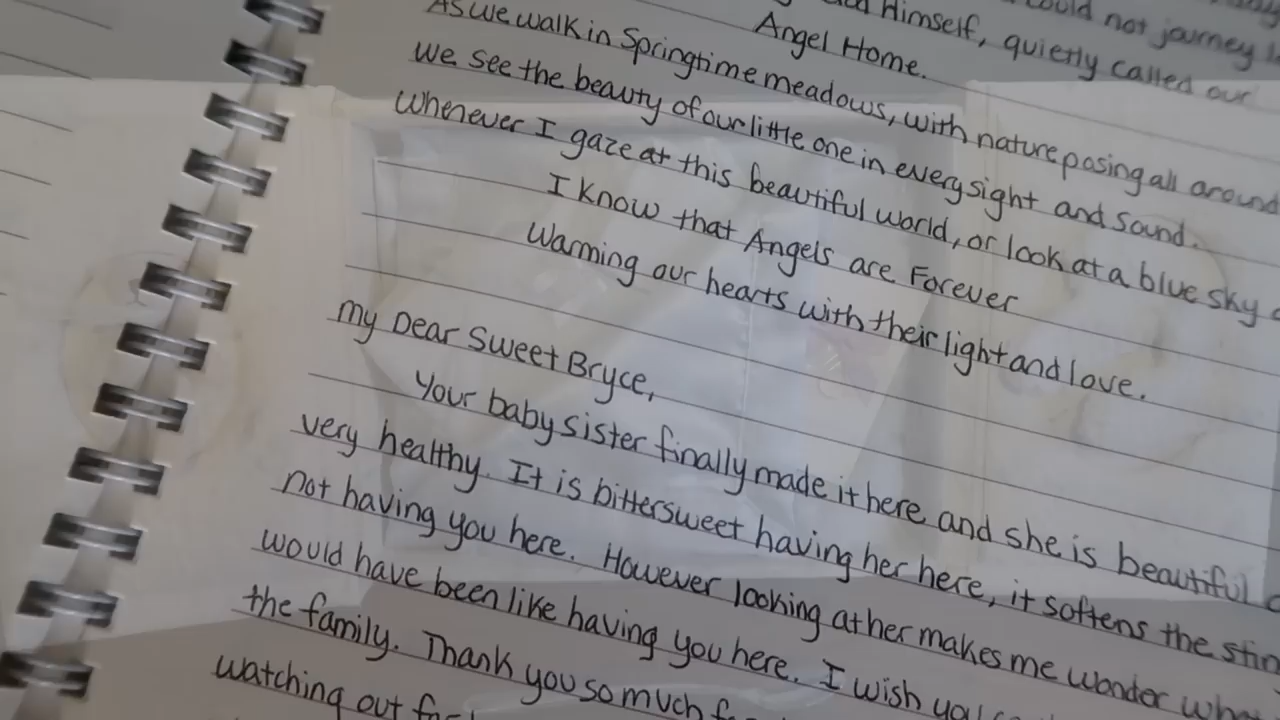 could not journey
Himself, quietly called our
Angel Home.
As we walk in Springtime meadows, with nature posing all around
we see the beauty of our little one in every sight and sound.
Whenever I gaze at this beautiful world, or look at a blue sky
I know that Angels are Forever
Warming our hearts with their light and love.
My Dear Sweet Bryce,
Your baby sister finally made it here and she is beautiful
very healthy. It is bittersweet having her here, it softens the
not having you here. However looking at her makes me wonder
would have been like having you here. I wish you
the family. Thank you so much
watching out